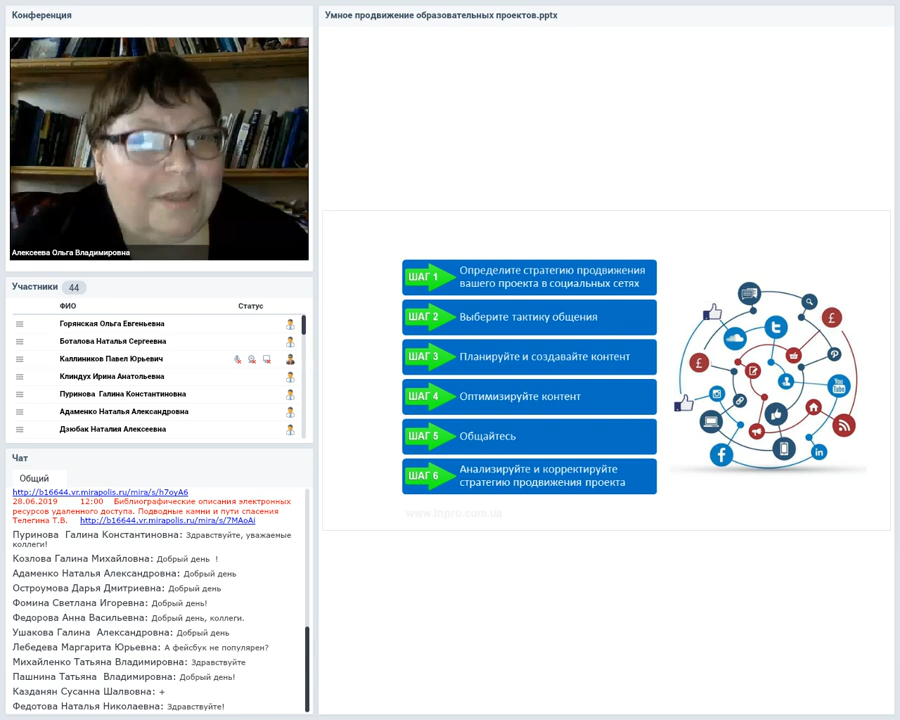 Конференция
Алексеева Ольга Владимировна
Участники 44
ФИО Статус
Горянская Ольга Евгеньевна
Боталова Наталья Сергеевна
Каллиников Павел Юрьевич
Клиндух Ирина Анатольевна
Пуринова Галина Константиновна
Адаменко Наталья Александровна
Дзюбак Наталия Алексеевна
Чат
Общий
http://b16644.vr.mirapolis.ru/mira/s/h7oyA6
28.06.2019 12:00 Библиографические описания электронных
ресурсов удаленного доступа. Подводные камни и пути спасения
Телегина Т.В. http://b16644.vr.mirapolis.ru/mira/s/7MAoAi
Пуринова Галина Константиновна: Здравствуйте, уважаемые
коллеги!
Козлова Галина Михайловна: Добрый день !
Адаменко Наталья Александровна: Добрый день
Остроумова Дарья Дмитриевна: Добрый день
Фомина Светлана Игоревна: Добрый день!
Федорова Анна Васильевна: Добрый день, коллеги.
Ушакова Галина Александровна: Добрый день
Лебедева Маргарита Юрьевна: А фейсбук не популярен?
Михайленко Татьяна Владимировна: Здравствуйте
Пашнина Татьяна Владимировна: Добрый день!
Казданян Сусанна Шалвовна: +
Федотова Наталья Николаевна: Здравствуйте!
Умное продвижение образовательных проектов.pptx
ШАГ 1 Определите стратегию продвижения
вашего проекта в социальных сетях
ШАГ 2 Выберите тактику общения
ШАГ 3 Планируйте и создавайте контент
ШАГ 4 Оптимизируйте контент
ШАГ 5 Общайтесь
ШАГ 6 Анализируйте и корректируйте
стратегию продвижения проекта
www.lnpro.com.ua
You
Tube